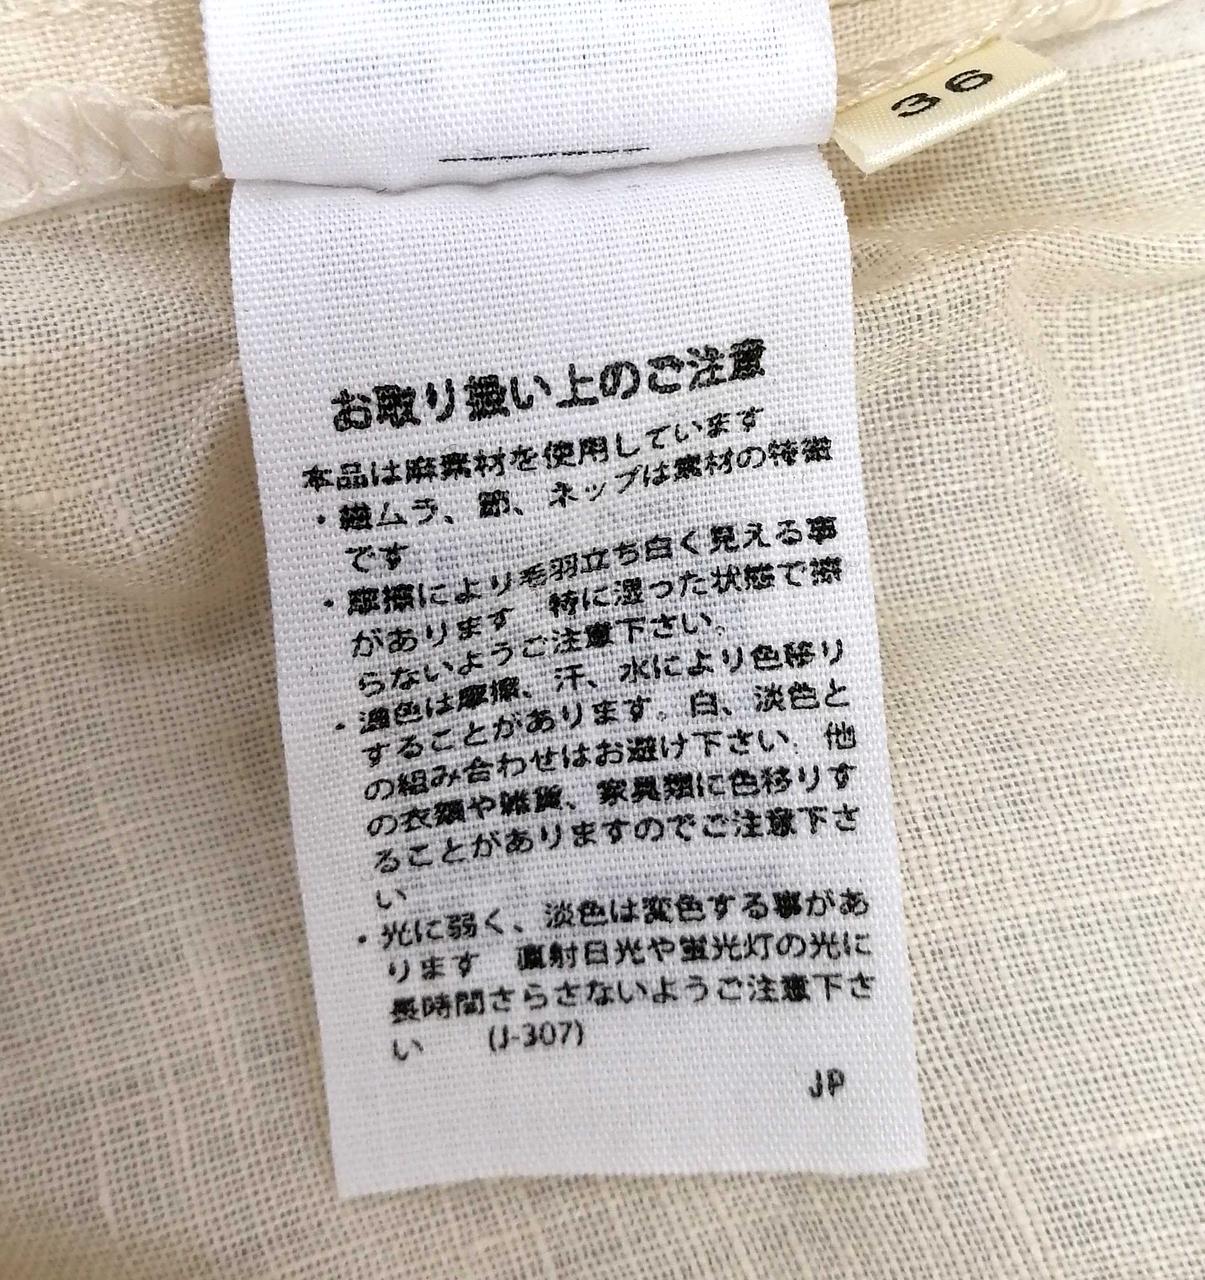 36
お取り扱い上のご注意
本品は麻素材を使用しています
・織ムラ、節、ネップは素材の特徴
です
・摩擦により毛羽立ち白く見える事
があります 特に湿った状態で擦
らないようご注意下さい。
・濃色は摩擦、汗、水により色移り
することがあります。白、淡色と
の組み合わせはお避け下さい。他
の衣類や雑貨、家具類に色移りす
ることがありますのでご注意下さ
い
・光に弱く、淡色は変色する事があ
ります 直射日光や蛍光灯の光に
長時間さらさないようご注意下さ
い (J-307)
JP